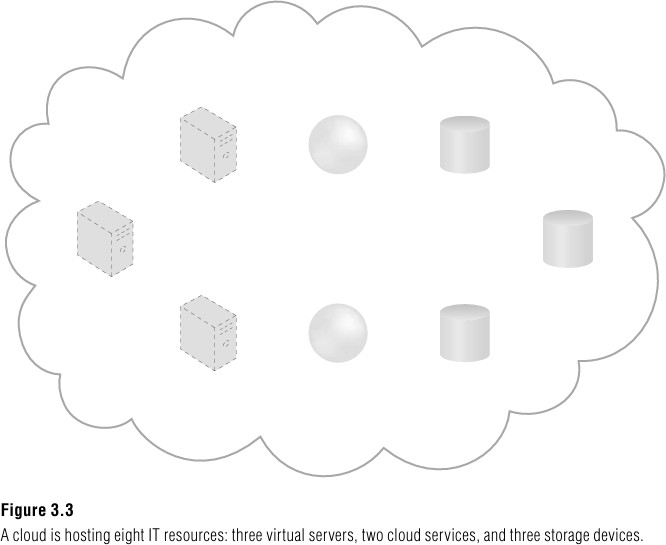 Figure 3.3
A cloud is hosting eight IT resources: three virtual servers, two cloud services, and three storage devices.